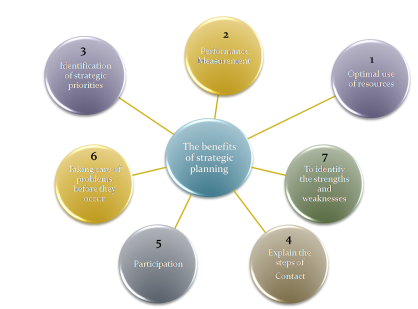 1
Optimal use
of resources
2
Performance
Measurement
3
Identification
of strategic
priorities
4
Explain the
steps of
Contact
5
Participation
6
Taking care of
problems
before they
occur
7
To identify
the strengths
and
weaknesses
The benefits
of strategic
planning